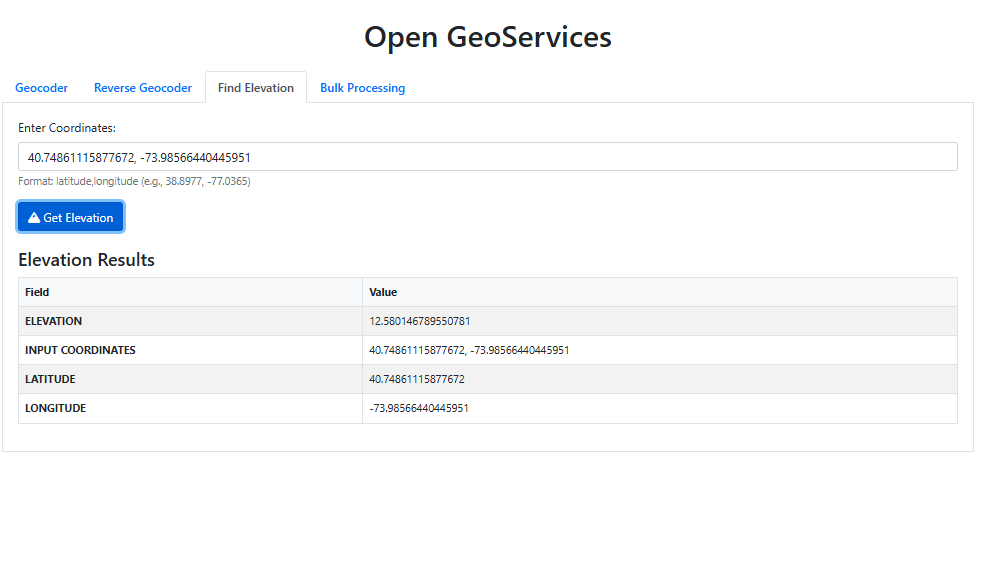 Open GeoServices
Geocoder Reverse Geocoder Find Elevation Bulk Processing
Enter Coordinates:
40.74861115877672, -73.98566440445951
Format: latitude,longitude (e.g., 38.8977, -77.0365)
Get Elevation
Elevation Results
Field Value
ELEVATION 12.580146789550781
INPUT COORDINATES 40.74861115877672, -73.98566440445951
LATITUDE 40.74861115877672
LONGITUDE -73.98566440445951